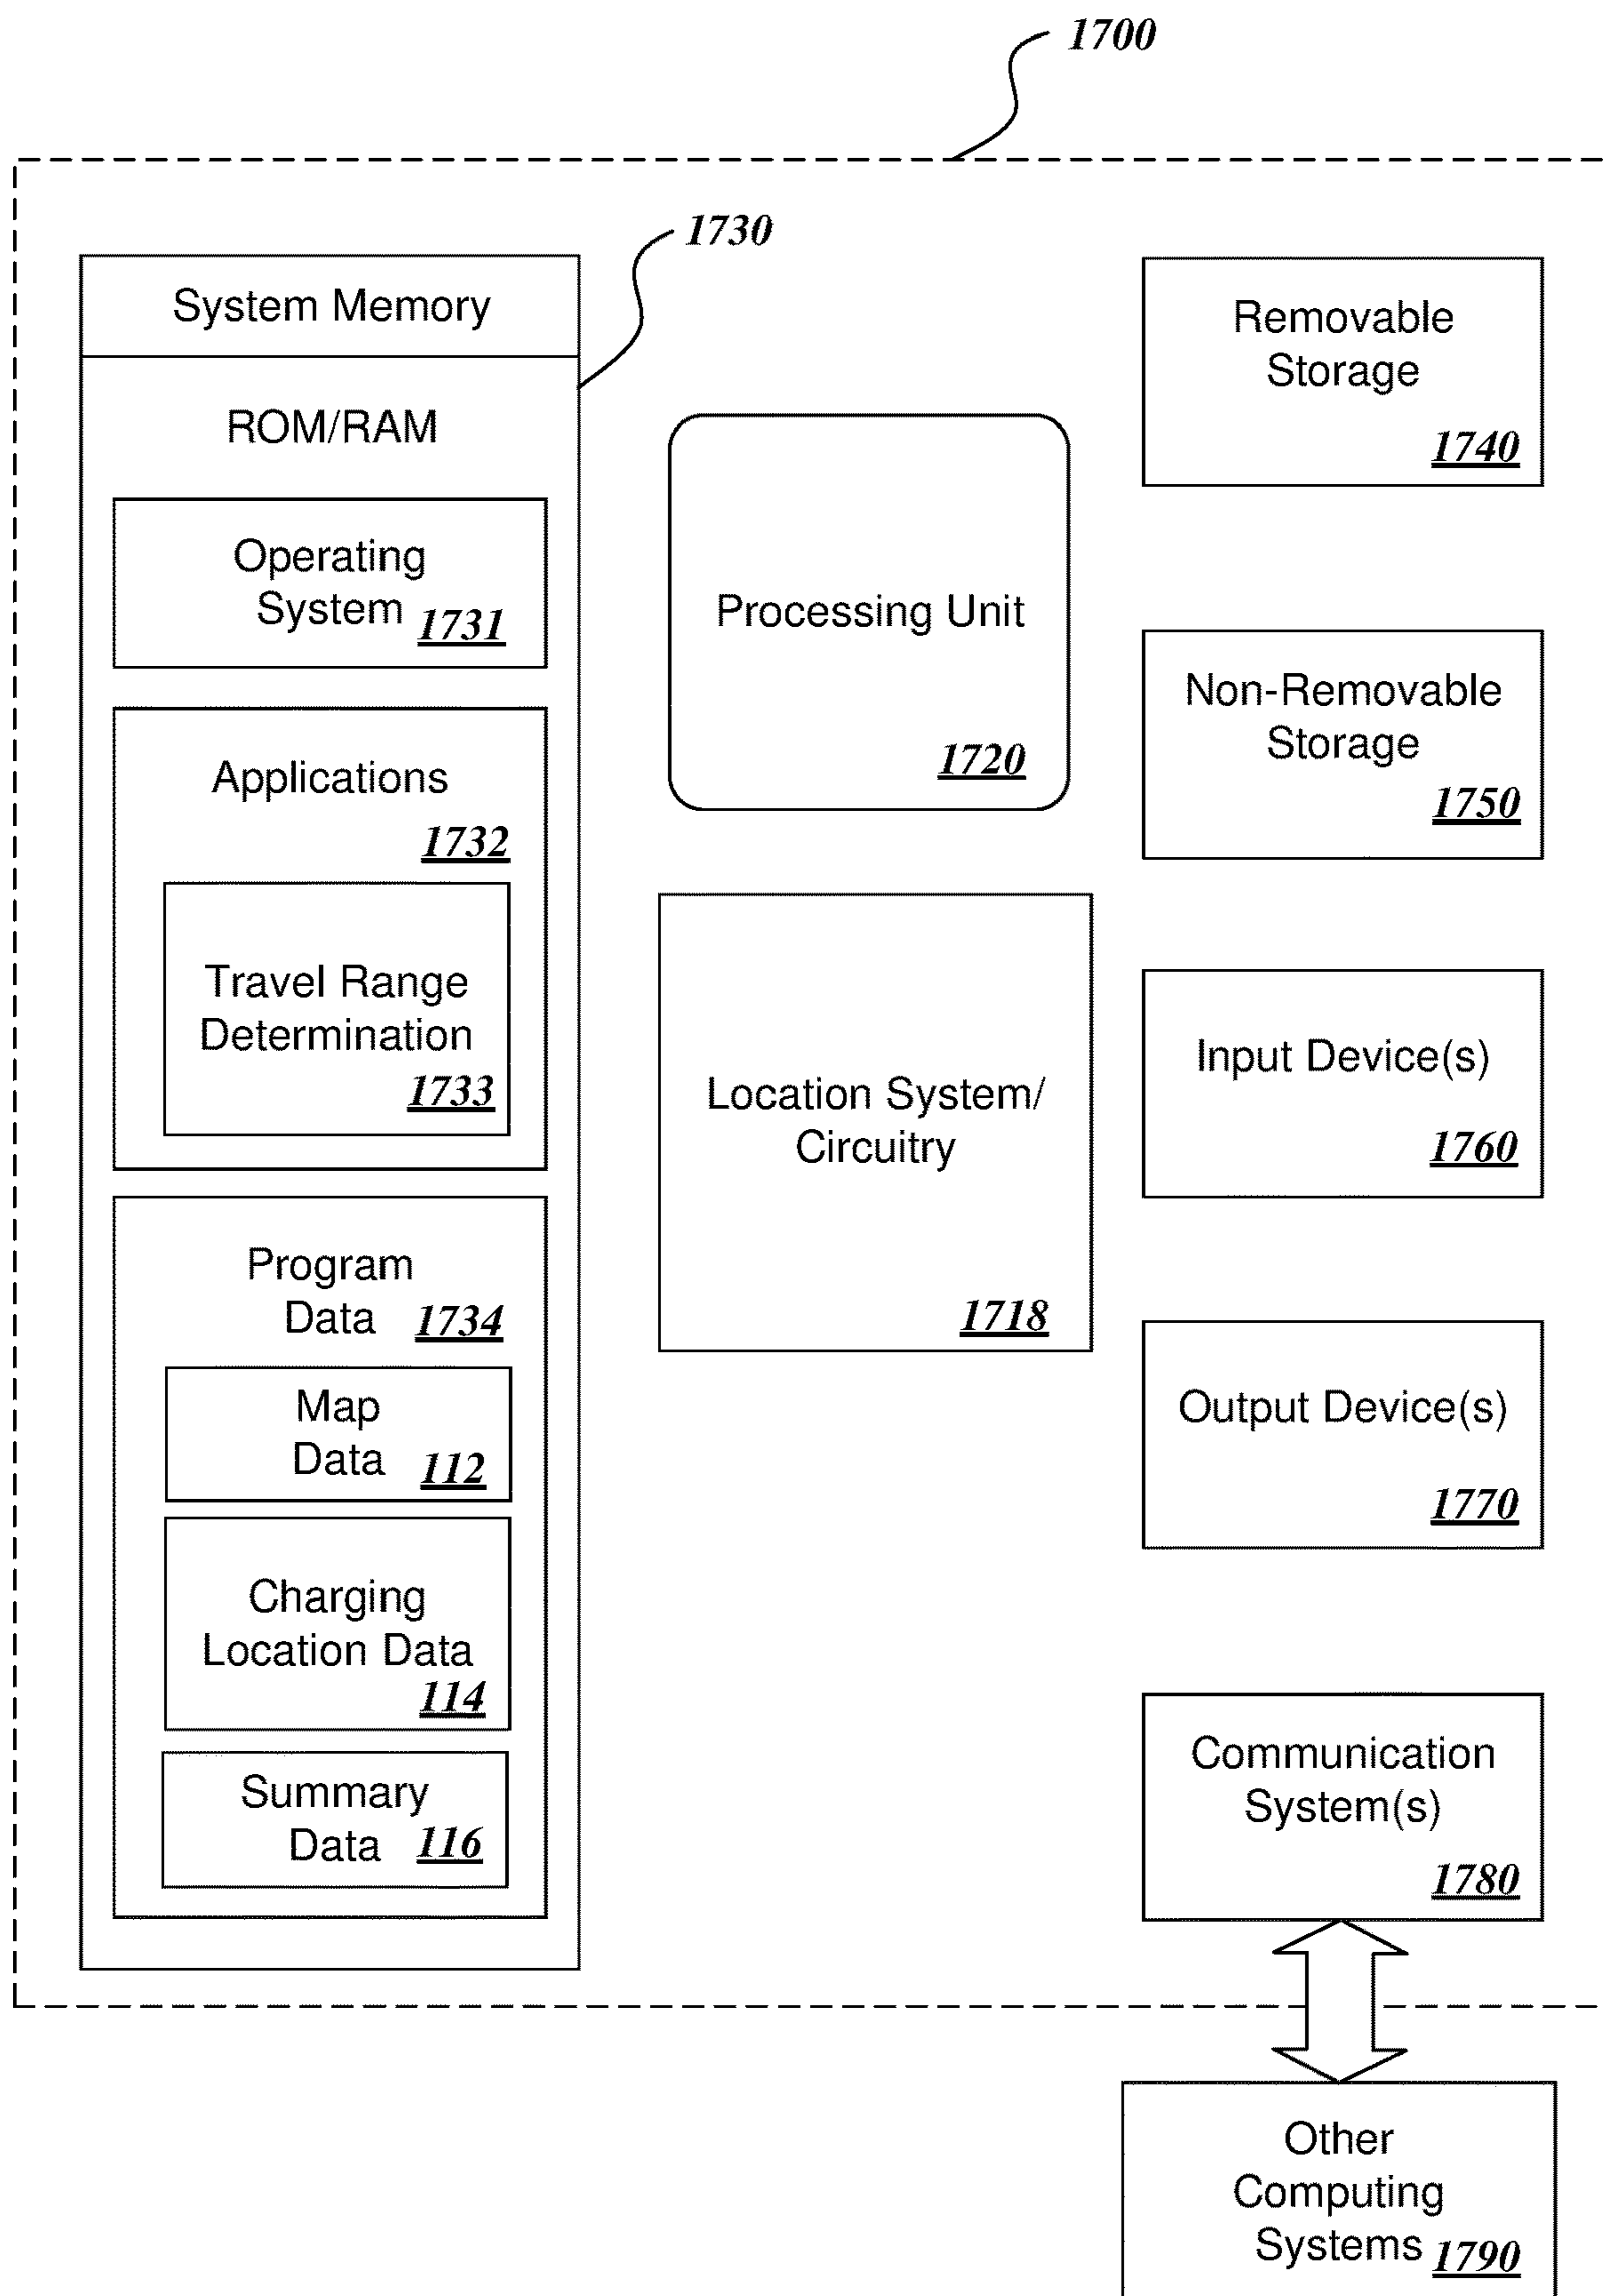 1700
1730
System Memory
ROM/RAM
Operating
System 1731
Applications
1732
Travel Range
Determination
1733
Program
Data 1734
Map
Data 112
Charging
Location Data
114
Summary
Data 116
Processing Unit
1720
Location System/
Circuitry
1718
Removable
Storage
1740
Non-Removable
Storage
1750
Input Device(s)
1760
Output Device(s)
1770
Communication
System(s)
1780
Other
Computing
Systems 1790